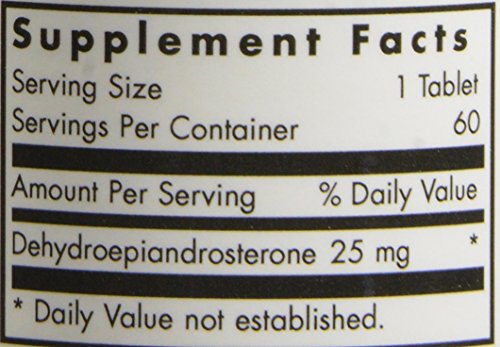 Supplement Facts
Serving Size 1 Tablet
Servings Per Container 60
Amount Per Serving % Daily Value
Dehydroepiandrosterone 25 mg *
* Daily Value not established.